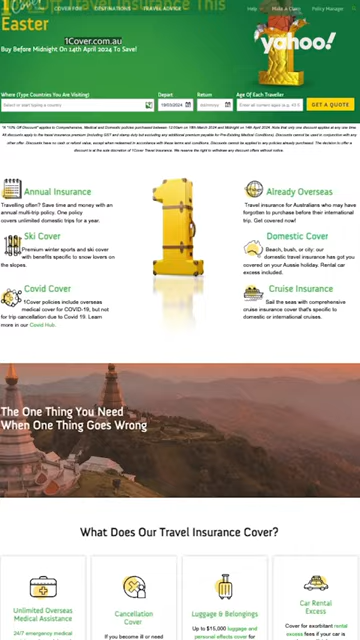 Off Travel Insurance This
Easter
1Cover.com.au
COVER FOR
DESTINATIONS
TRAVEL ADVICE
Help
Make A Claim
Policy Manager
yahoo!
Buy Before Midnight On 14th April 2024 To Save!
Where (Type Countries You Are Visiting)
Depart
Return
Age Of Each Traveller
Select or start typing a country
GET A QUOTE
Annual Insurance
Travelling often? Save time and money with an
annual multi-trip policy. One policy
covers unlimited domestic trips for a year.
Ski Cover
Premium winter sports and ski cover
with benefits specific to snow lovers on
the slopes.
Covid Cover
1Cover policies include overseas
medical cover for COVID-19, but not
for trip cancellation due to Covid 19. Learn
more in our Covid Hub.
Already Overseas
Travel insurance for Australians who may have
forgotten to purchase before their international
trip. Get covered now!
Domestic Cover
Beach, bush, or city: our
domestic travel insurance has got you
covered on your Aussie holiday. Rental car
excess included.
Cruise Insurance
Sail the seas with comprehensive
cruise insurance cover that's specific to
domestic or international cruises.
The One Thing You Need
When One Thing Goes Wrong
What Does Our Travel Insurance Cover?
Unlimited Overseas
Medical Assistance
24/7 emergency medical
Cancellation
Cover
If you become ill or need
Luggage & Belongings
Up to $15,000 luggage and
personal effects cover for
Car Rental
Excess
Cover for exorbitant rental
excess fees if your car is